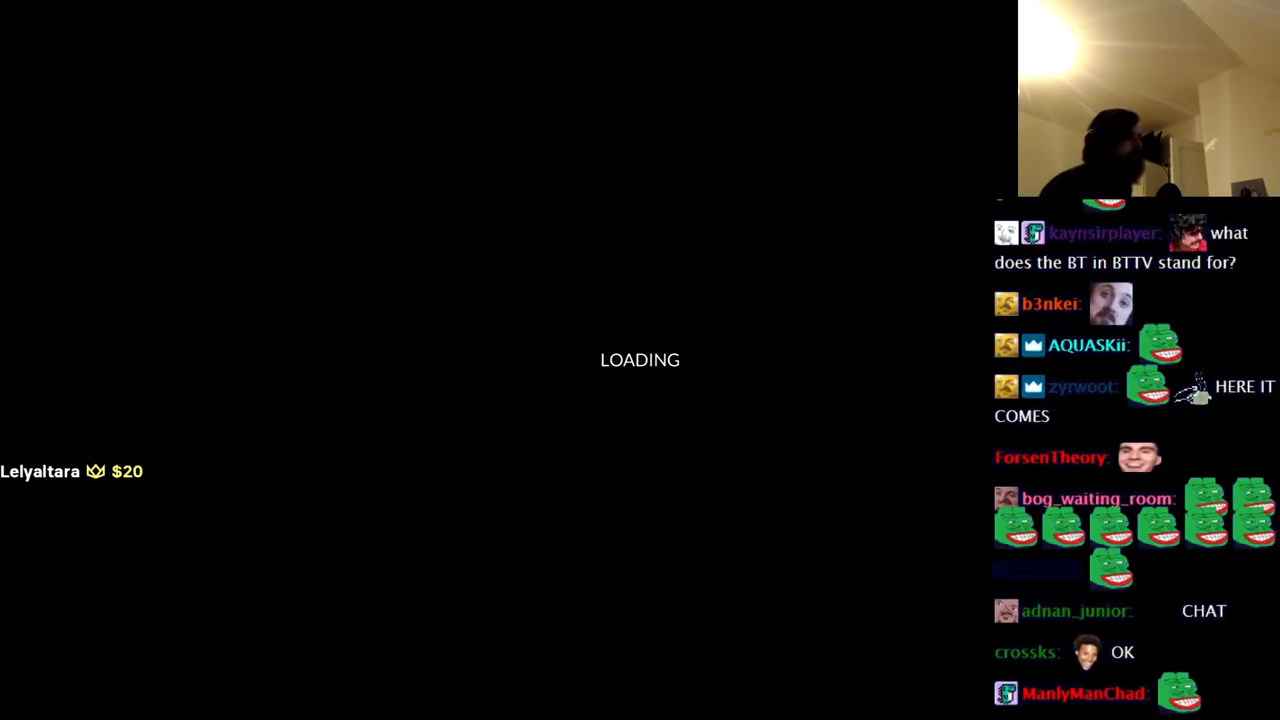 kaynsirplayer: what
does the BT in BTTV stand for?
b3nkei:
AQUASKii:
zyrwoot: HERE IT
COMES
LOADING
ForsenTheory:
Lelyaltara $20
bog_waiting_room:
adnan_junior: CHAT
crossks: OK
ManlyManChad: